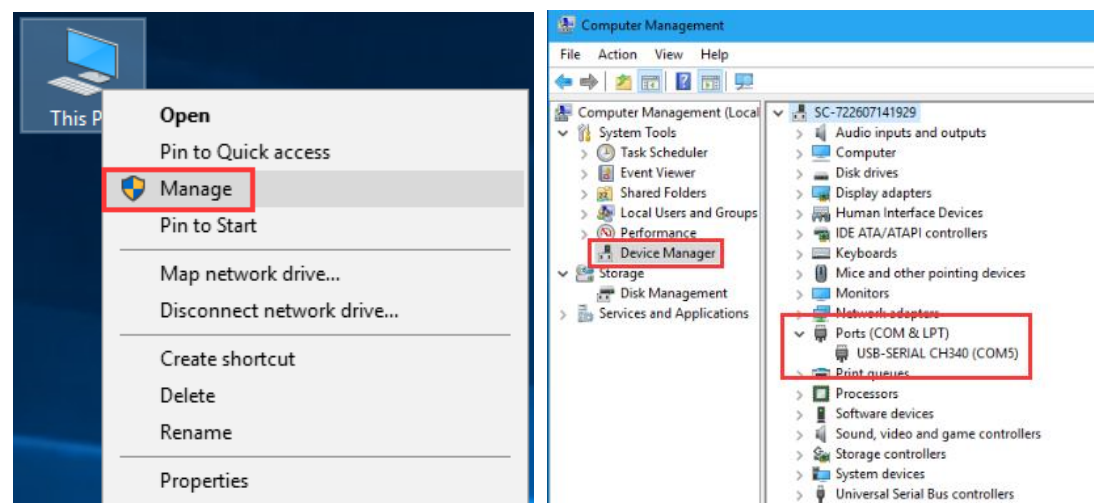 This P
Open
Pin to Quick access
Manage
Pin to Start
Map network drive...
Disconnect network drive...
Create shortcut
Delete
Rename
Properties
Computer Management
File Action View Help
Computer Management (Local
System Tools
Task Scheduler
Event Viewer
Shared Folders
Local Users and Groups
Performance
Device Manager
Storage
Disk Management
Services and Applications
SC-722607141929
Audio inputs and outputs
Computer
Disk drives
Display adapters
Human Interface Devices
IDE ATA/ATAPI controllers
Keyboards
Mice and other pointing devices
Monitors
Network adapters
Ports (COM & LPT)
USB-SERIAL CH340 (COM5)
Print queues
Processors
Software devices
Sound, video and game controllers
Storage controllers
System devices
Universal Serial Bus controllers